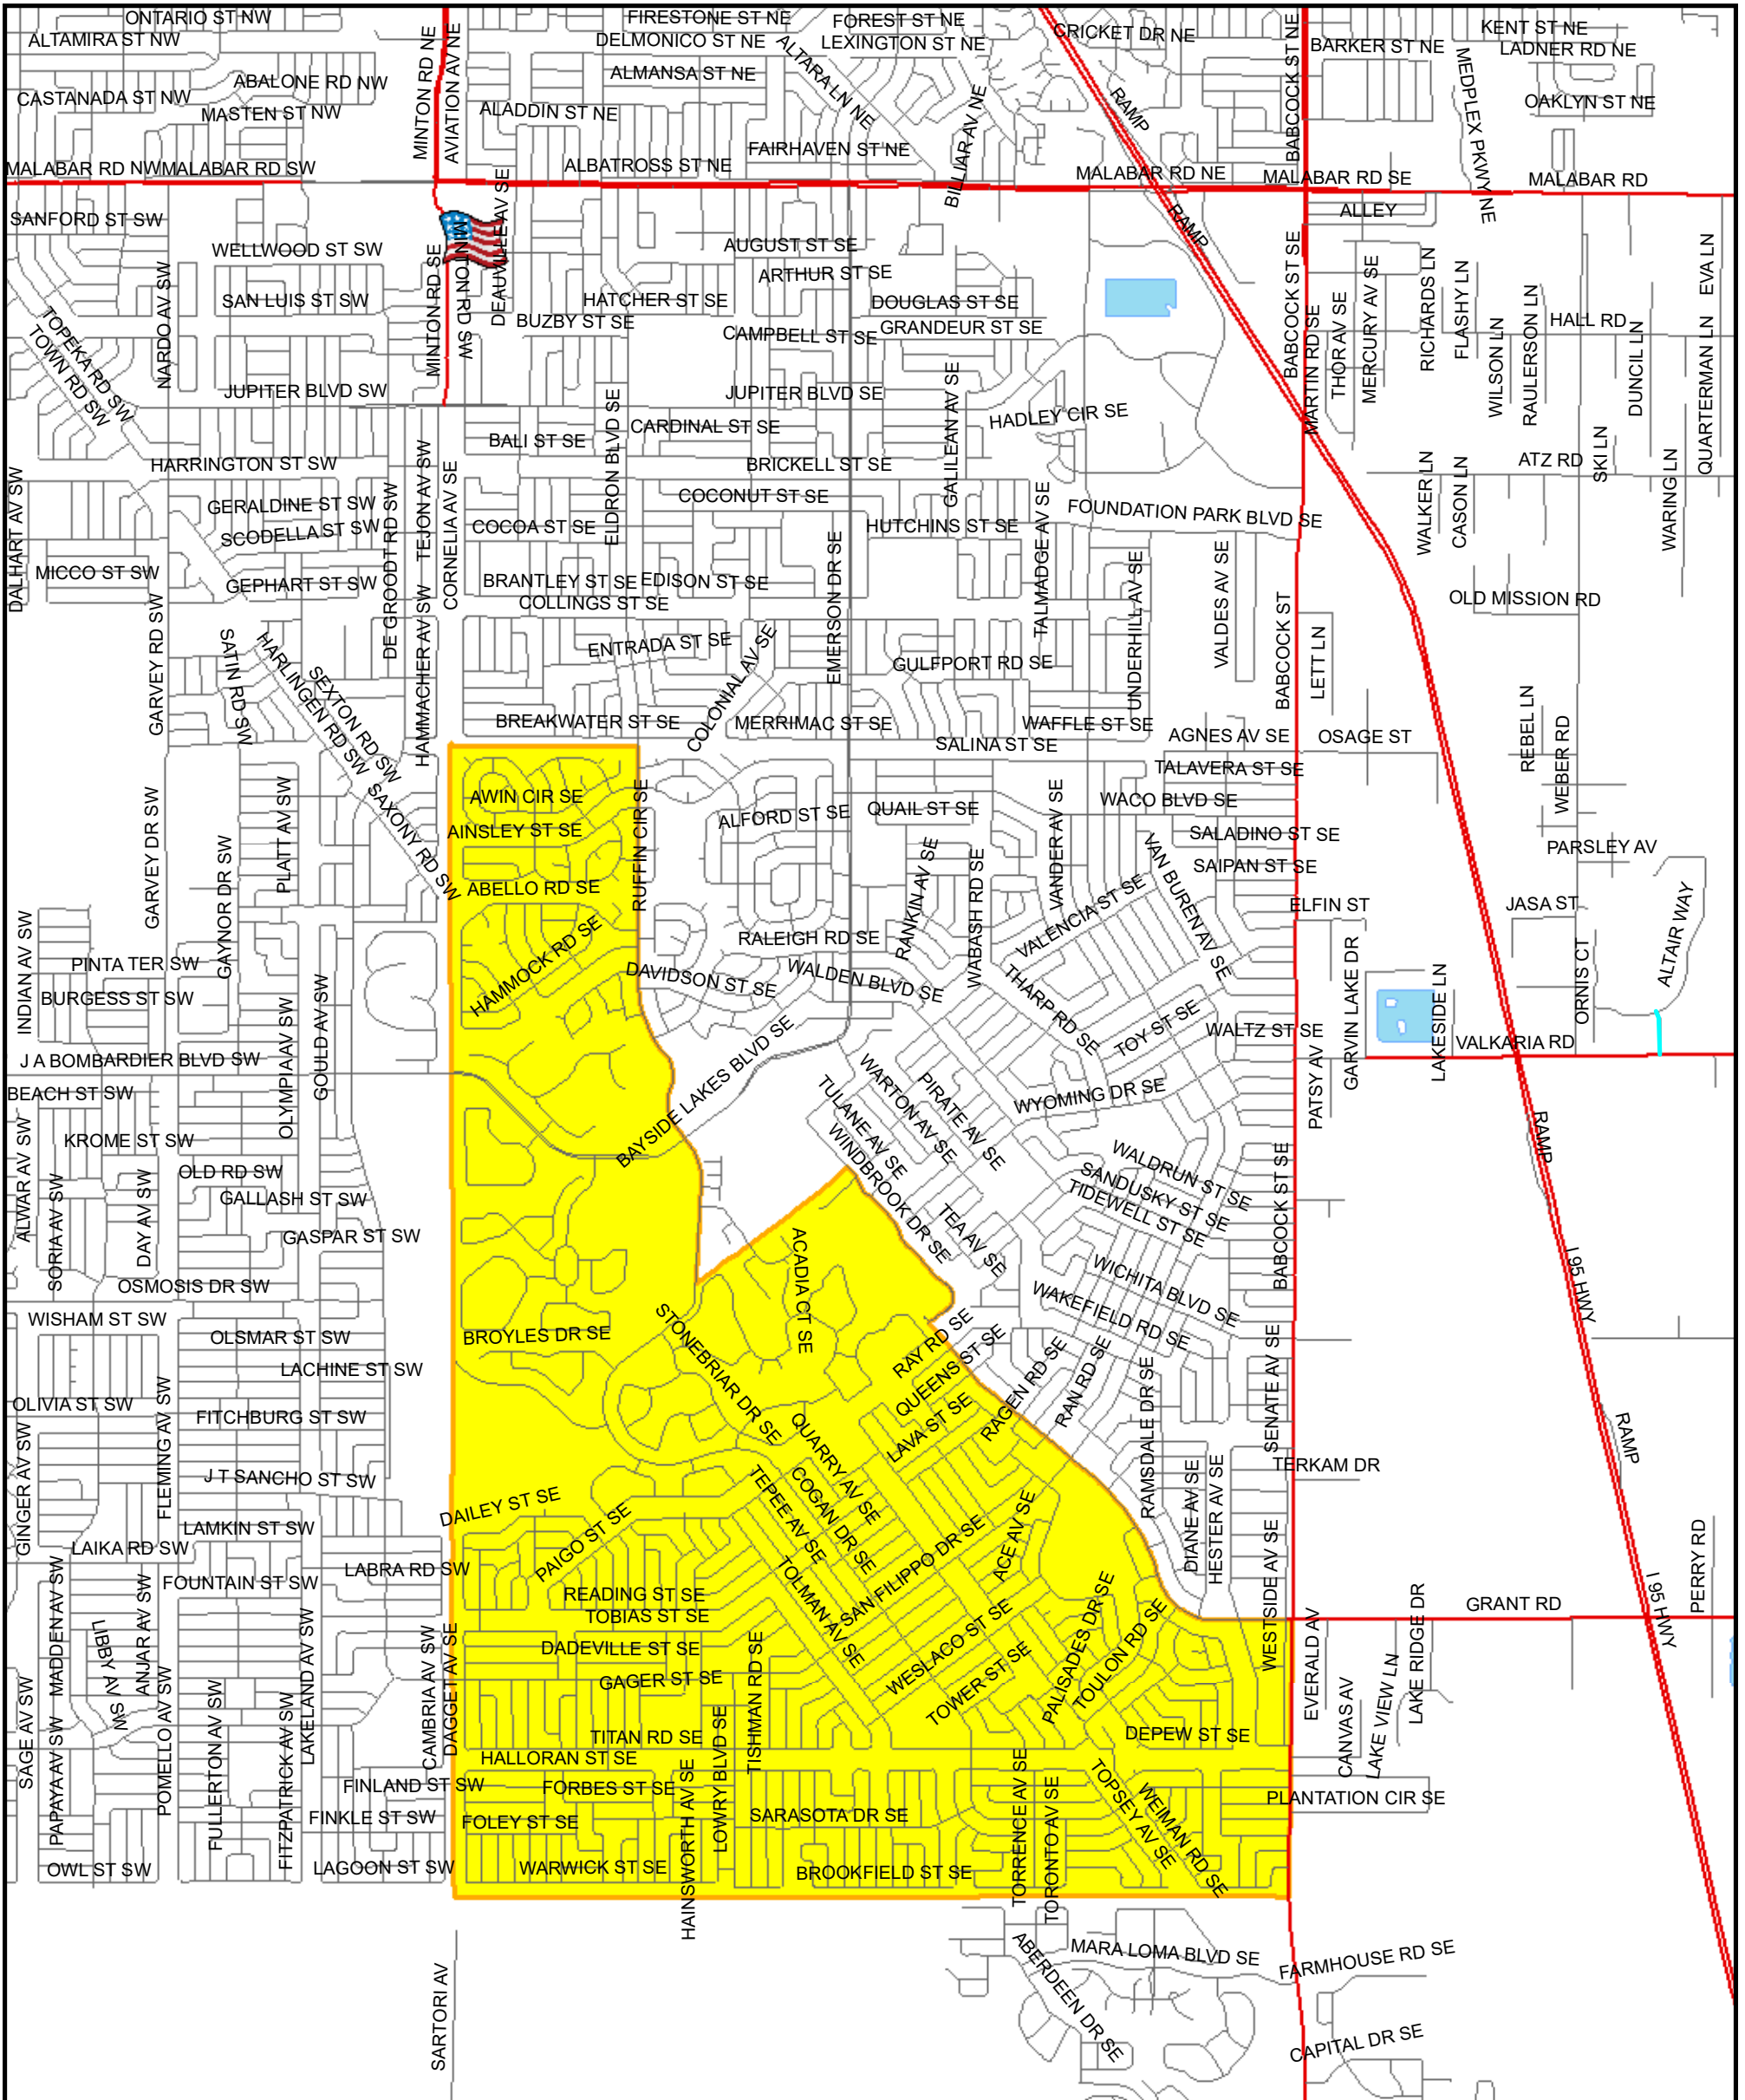 ONTARIO ST NW
FIRESTONE ST NE
FOREST ST NE
CRICKET DR NE
KENT ST NE
ALTAMIRA ST NW
MINTON RD NE
AVIATION AV NE
DELMONICO ST NE
ALTARA LN NE
LEXINGTON ST NE
BABCOCK ST NE
BARKER ST NE
LADNER RD NE
ABALONE RD NW
ALMANSA ST NE
MEDPLEX PKWY NE
CASTANADA ST NW
MASTEN ST NW
ALADDIN ST NE
BILLIAR AV NE
RAMP
OAKLYN ST NE
FAIRHAVEN ST NE
MALABAR RD NW
MALABAR RD SW
ALBATROSS ST NE
MALABAR RD NE
MALABAR RD SE
MALABAR RD
SANFORD ST SW
DEAUVILLE AV SE
RAMP
ALLEY
WELLWOOD ST SW
MINTON RD SE
MINTON RD SW
AUGUST ST SE
ARTHUR ST SE
BABCOCK ST SE
EVA LN
NARDO AV SW
SAN LUIS ST SW
HATCHER ST SE
DOUGLAS ST SE
BUZBY ST SE
CAMPBELL ST SE
GRANDEUR ST SE
MARTIN RD SE
THOR AV SE
MERCURY AV SE
RICHARDS LN
FLASHY LN
WILSON LN
RAULERSON LN
HALL RD
DUNCIL LN
QUARTERMAN LN
TOPEKA RD SW
TOWN RD SW
JUPITER BLVD SW
JUPITER BLVD SE
ELDRON BLVD SE
CARDINAL ST SE
GALILEAN AV SE
HADLEY CIR SE
BALI ST SE
HARRINGTON ST SW
BRICKELL ST SE
ATZ RD
SKI LN
DALHART AV SW
DE GROODT RD SW
TEJON AV SW
CORNELIA AV SE
GERALDINE ST SW
SCODELLA ST SW
COCONUT ST SE
COCOA ST SE
HUTCHINS ST SE
TALMADGE AV SE
FOUNDATION PARK BLVD SE
WALKER LN
CASON LN
WARING LN
MICCO ST SW
GEPHART ST SW
BRANTLEY ST SE
EDISON ST SE
EMERSON DR SE
COLLINGS ST SE
UNDERHILL AV SE
VALDES AV SE
BABCOCK ST
OLD MISSION RD
GARVEY RD SW
SATIN RD SW
HARLINGEN RD SW
SEXTON RD SW
HAMMACHER AV SW
ENTRADA ST SE
COLONIAL AV SE
GULFPORT RD SE
LETT LN
BREAKWATER ST SE
MERRIMAC ST SE
WAFFLE ST SE
SALINA ST SE
AGNES AV SE
OSAGE ST
REBEL LN
WEBER RD
TALAVERA ST SE
GARVEY DR SW
PLATT AV SW
SAXONY RD SW
AWIN CIR SE
RUFFIN CIR SE
ALFORD ST SE
QUAIL ST SE
VANDER AV SE
WACO BLVD SE
AINSLEY ST SE
SALADINO ST SE
GAYNOR DR SW
RANKIN AV SE
WABASH RD SE
VAN BUREN AV SE
SAIPAN ST SE
PARSLEY AV
ABELLO RD SE
VALENCIA ST SE
ELFIN ST
JASA ST
ALTAIR WAY
INDIAN AV SW
PINTA TER SW
HAMMOCK RD SE
RALEIGH RD SE
DAVIDSON ST SE
WALDEN BLVD SE
GARVIN LAKE DR
LAKESIDE LN
ORNIS CT
BURGESS ST SW
OLYMPIA AV SW
GOULD AV SW
THARP RD SE
TOY ST SE
WALTZ ST SE
J A BOMBARDIER BLVD SW
BAYSIDE LAKES BLVD SE
PATSY AV
VALKARIA RD
BEACH ST SW
TULANE AV SE
WARTON AV SE
PIRATE AV SE
WYOMING DR SE
ALWAR AV SW
KROME ST SW
WINDBROOK DR SE
WALDRUN ST SE
RAMP
OLD RD SW
SANDUSKY ST SE
TIDEWELL ST SE
BABCOCK ST SE
SORIA AV SW
DAY AV SW
GALLASH ST SW
GASPAR ST SW
ACADIA CT SE
TEA AV SE
WICHITA BLVD SE
I 95 HWY
OSMOSIS DR SW
WAKEFIELD RD SE
WISHAM ST SW
OLSMAR ST SW
BROYLES DR SE
STONEBRIAR DR SE
RAY RD SE
QUEENS ST SE
LACHINE ST SW
RAGEN RD SE
RAN RD SE
RAMSDALE DR SE
SENATE AV SE
OLIVIA ST SW
FLEMING AV SW
FITCHBURG ST SW
LAVA ST SE
QUARRY AV SE
GINGER AV SW
J T SANCHO ST SW
TEPEE AV SE
COGAN DR SE
TERKAM DR
RAMP
DAILEY ST SE
PAIGO ST SE
ACE AV SE
DIANE AV SE
HESTER AV SE
LAMKIN ST SW
LAIKA RD SW
SAN FILIPPO DR SE
WESTSIDE AV SE
PERRY RD
LABRA RD SW
FOUNTAIN ST SW
READING ST SE
TOLMAN AV SE
PALISADES DR SE
TOULON RD SE
GRANT RD
I 95 HWY
MADDEN AV SW
LIBBY AV SW
ANJAR AV SW
LAKELAND AV SW
CAMBRIA AV SW
DAGGET AV SE
TOBIAS ST SE
DADEVILLE ST SE
WESLACO ST SE
EVERALD AV
LAKE RIDGE DR
GAGER ST SE
TISHMAN RD SE
TOWER ST SE
SAGE AV SW
PAPAYA AV SW
POMELLO AV SW
FULLERTON AV SW
FITZPATRICK AV SW
TITAN RD SE
LOWRY BLVD SE
DEPEW ST SE
CANVAS AV
LAKE VIEW LN
HALLORAN ST SE
FINLAND ST SW
FORBES ST SE
HAINSWORTH AV SE
TORRENCE AV SE
TORONTO AV SE
TOPSEY AV SE
WEIMAN RD SE
PLANTATION CIR SE
FINKLE ST SW
FOLEY ST SE
SARASOTA DR SE
OWL ST SW
LAGOON ST SW
WARWICK ST SE
BROOKFIELD ST SE
SARTORI AV
ABERDEEN DR SE
MARA LOMA BLVD SE
FARMHOUSE RD SE
CAPITAL DR SE